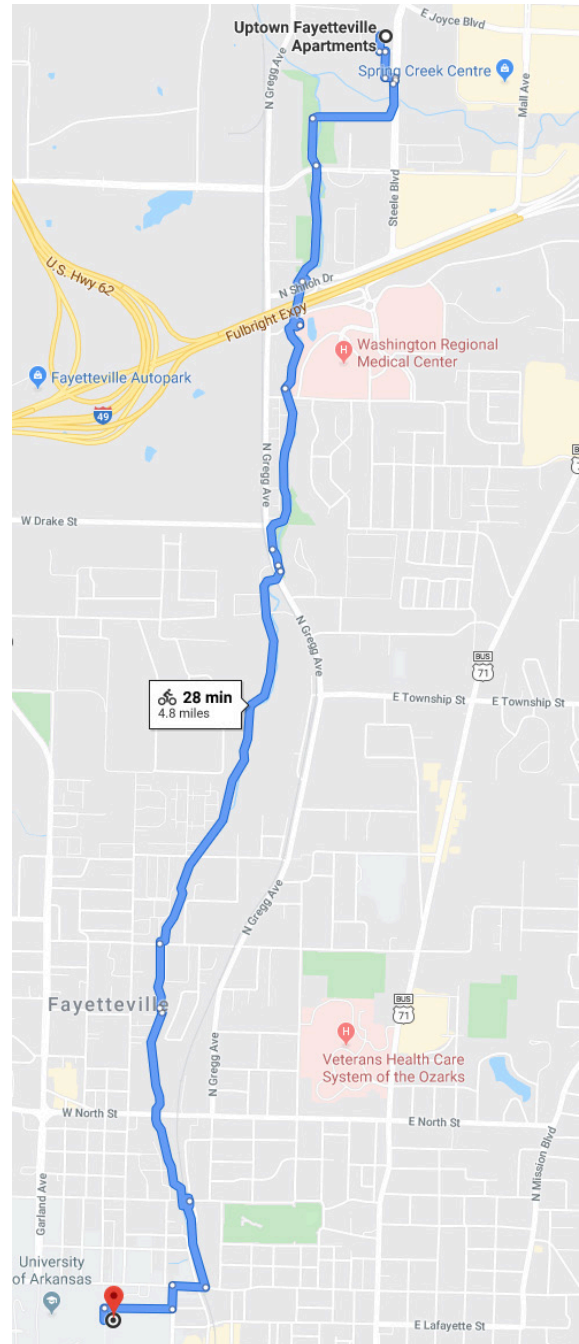 E Joyce Blvd
Uptown Fayetteville
Apartments
N Gregg Ave
Spring Creek Centre
Mall Ave
Steele Blvd
U.S. Hwy 62
N Shiloh Dr
Fulbright Expy
H
Washington Regional
Medical Center
Fayetteville Autopark
49
N Gregg Ave
W Drake St
N Gregg Ave
BUS
71
28 min
4.8 miles
E Township St
E Township St
N Gregg Ave
Fayetteville
BUS
71
H
Veterans Health Care
System of the Ozarks
N Gregg Ave
W North St
E North St
N Mission Blvd
Garland Ave
University
of Arkansas
E Lafayette St